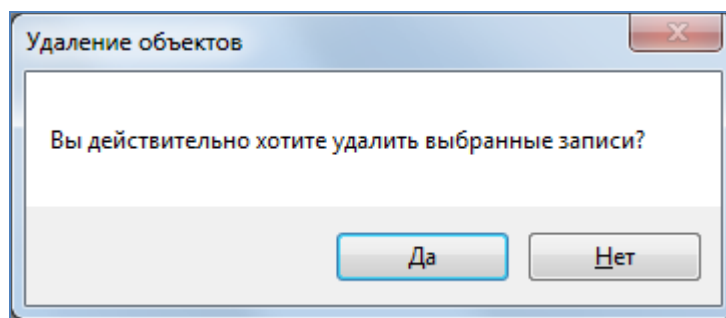 Удаление объектов
Вы действительно хотите удалить выбранные записи?
Да
Нет